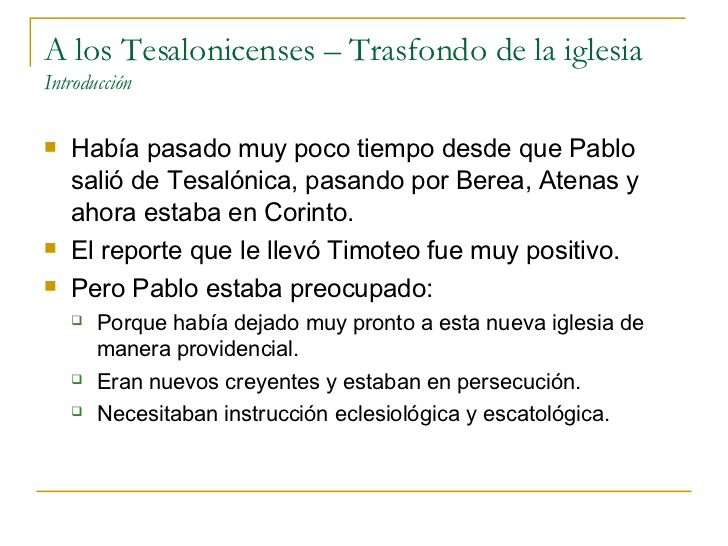 A los Tesalonicenses – Trasfondo de la iglesia
Introducción
Había pasado muy poco tiempo desde que Pablo
salió de Tesalónica, pasando por Berea, Atenas y
ahora estaba en Corinto.
El reporte que le llevó Timoteo fue muy positivo.
Pero Pablo estaba preocupado:
Porque había dejado muy pronto a esta nueva iglesia de
manera providencial.
Eran nuevos creyentes y estaban en persecución.
Necesitaban instrucción eclesiológica y escatológica.